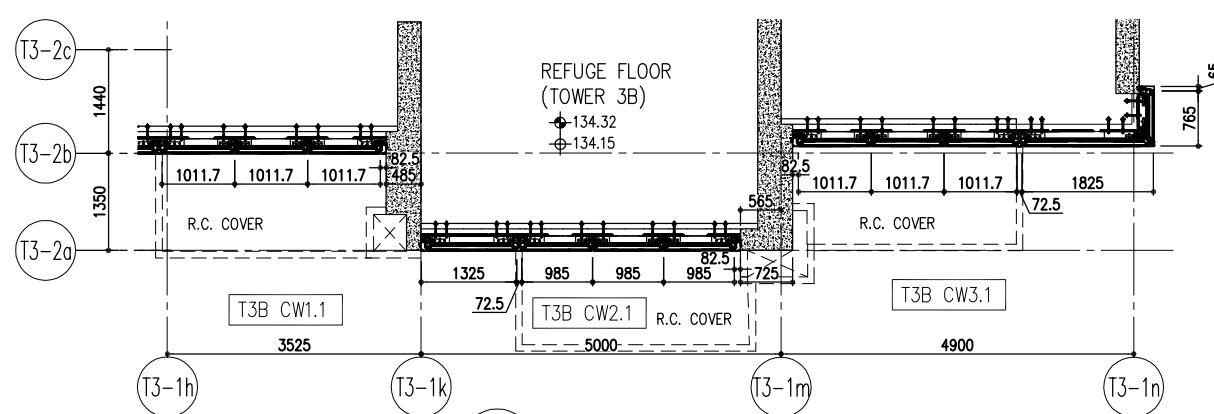 T3-2c
T3-2b
T3-2a
1440
1350
REFUGE FLOOR
(TOWER 3B)
134.32
134.15
65
765
82.5
485
1011.7
1011.7
1011.7
R.C. COVER
82.5
1011.7
1011.7
1011.7
1825
72.5
R.C. COVER
565
82.5
1325
985
985
985
725
72.5
T3B CW1.1
T3B CW2.1
R.C. COVER
T3B CW3.1
3525
5000
4900
T3-1h
T3-1k
T3-1m
T3-1n